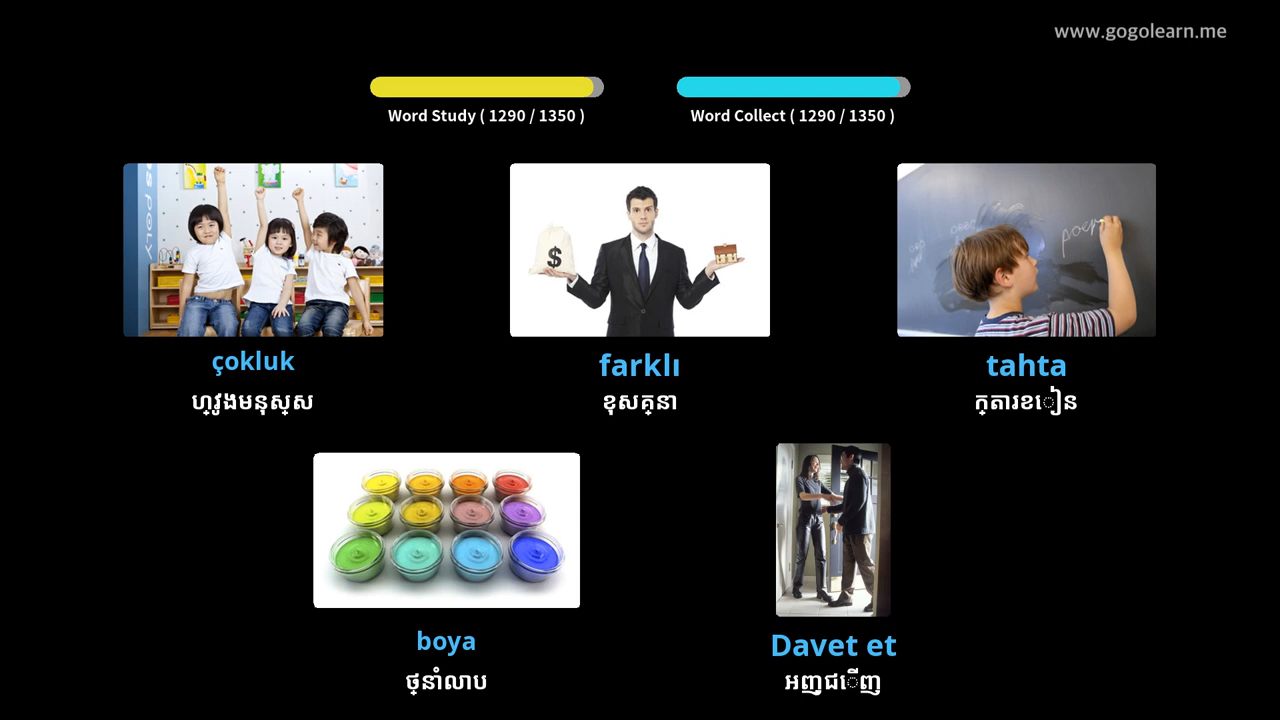 www.gogolearn.me
Word Study ( 1290 / 1350 )
Word Collect ( 1290 / 1350 )
çokluk
farklı
tahta
ហ្វូងមនុស្ស
ខុសគ្នា
ក្តារខៀន
boya
Davet et
ថ្នាំលាប
អញ្ជើញ